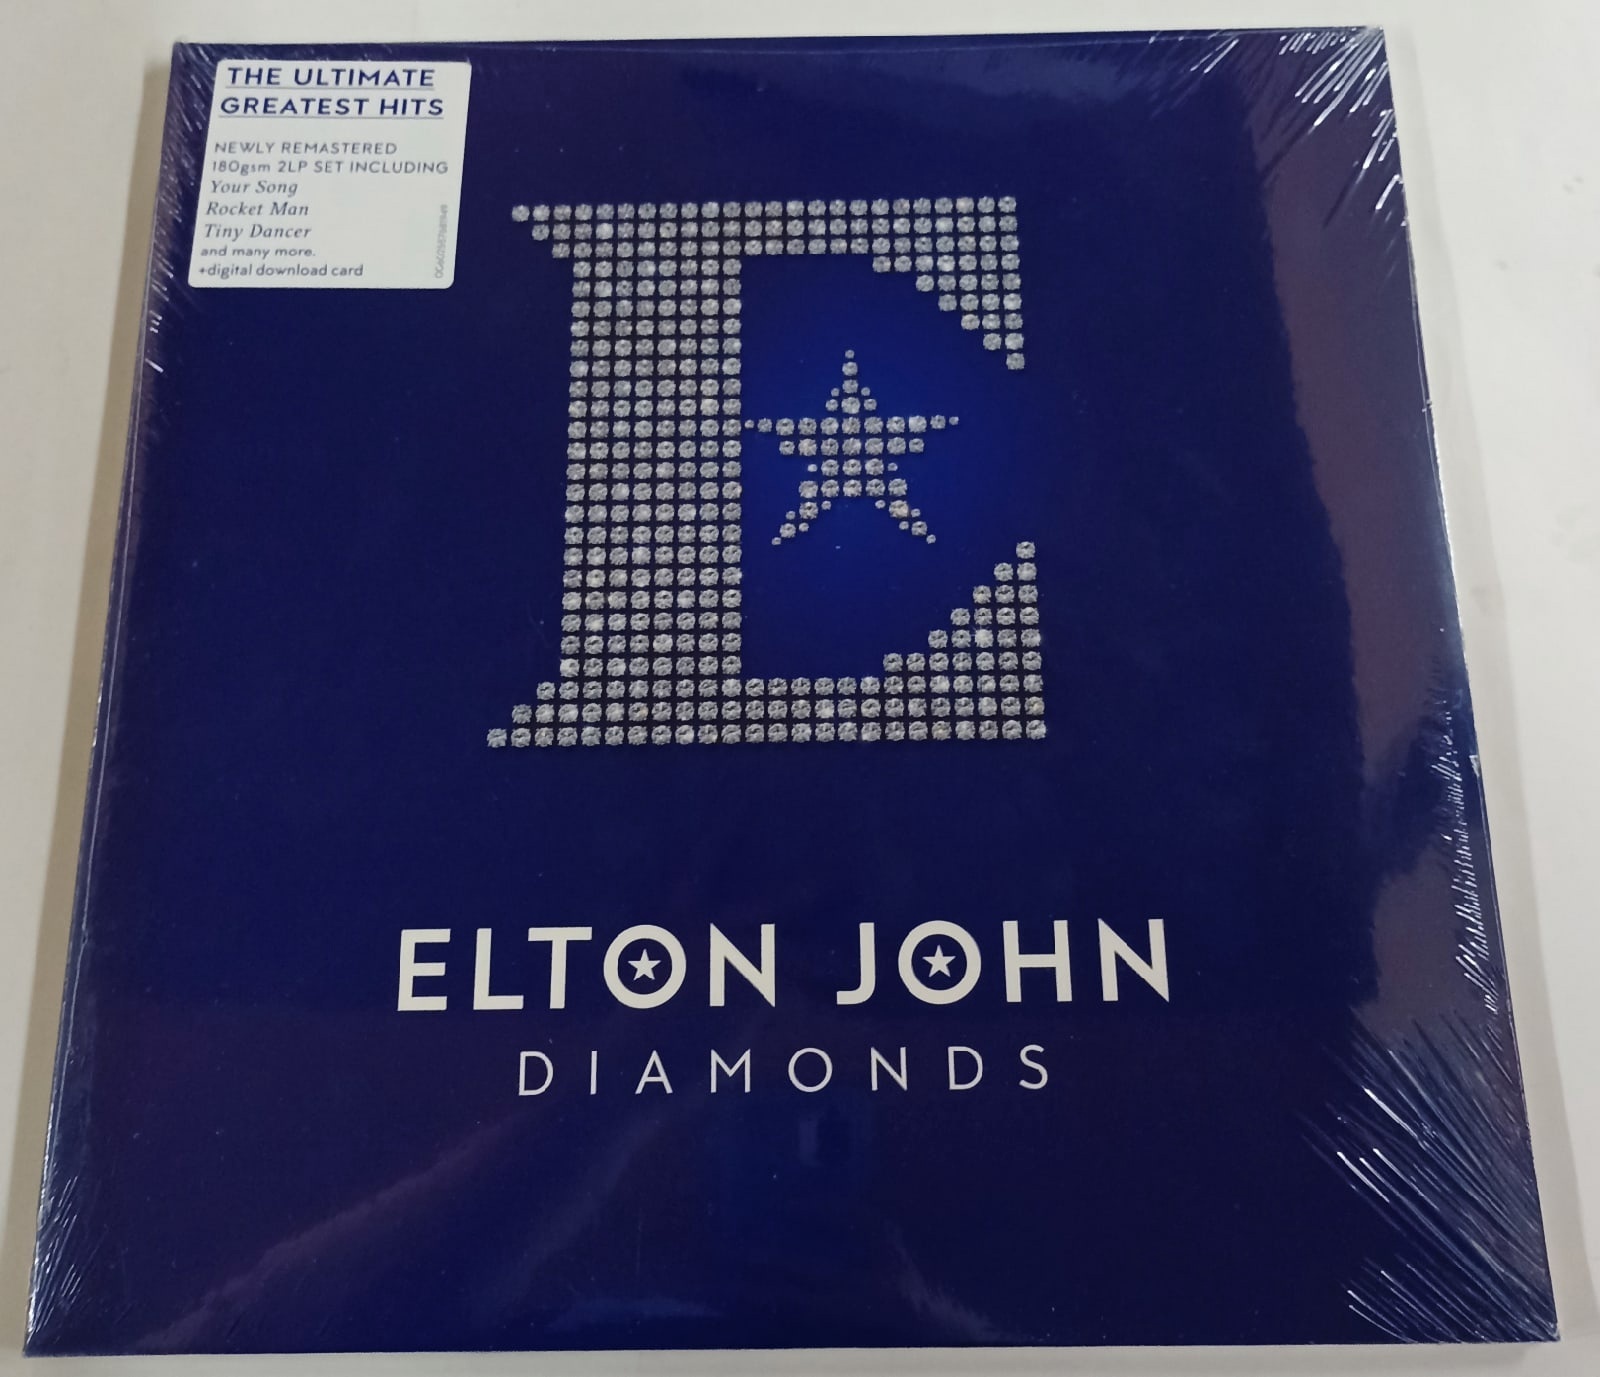 THE ULTIMATE
GREATEST HITS
NEWLY REMASTERED
180gsm 2LP SET INCLUDING
Your Song
Rocket Man
Tiny Dancer
and many more.
+digital download card
E
ELTON JOHN
DIAMONDS